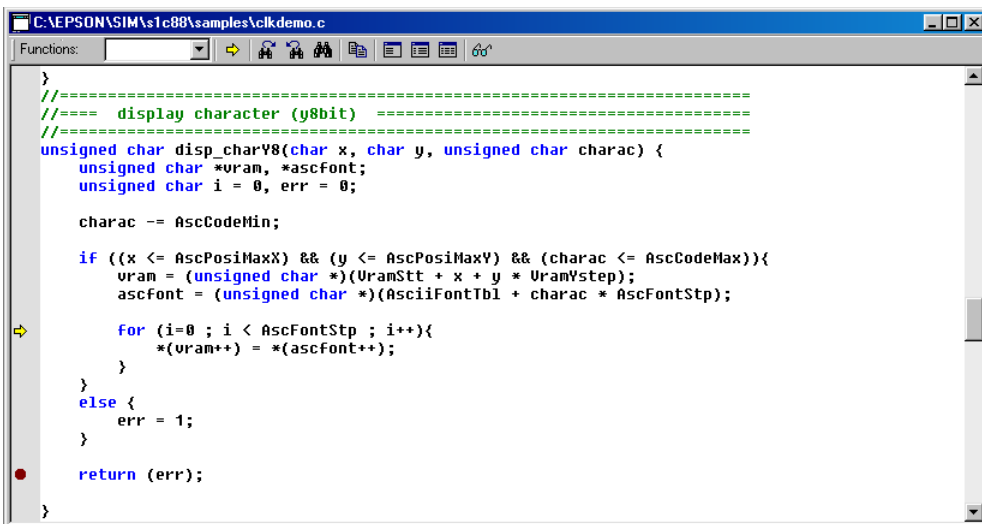 C:\EPSON\SIM\s1c88\samples\clkdemo.c
Functions:
}
//=========================================================================
//==== display character (y8bit) =======================================
//=========================================================================
unsigned char disp_charY8(char x, char y, unsigned char charac) {
unsigned char *vram, *ascfont;
unsigned char i = 0, err = 0;
charac -= AscCodeMin;
if ((x <= AscPosiMaxX) && (y <= AscPosiMaxY) && (charac <= AscCodeMax)){
vram = (unsigned char *)(VramStt + x + y * VramYstep);
ascfont = (unsigned char *)(AsciiFontTbl + charac * AscFontStp);
for (i=0 ; i < AscFontStp ; i++){
*(vram++) = *(ascfont++);
}
}
else {
err = 1;
}
return (err);
}